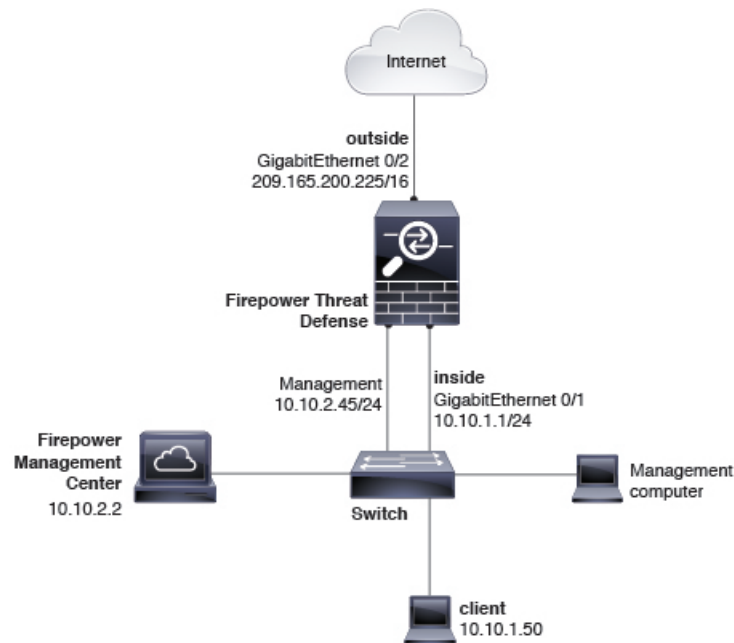 Internet
outside
GigabitEthernet 0/2
209.165.200.225/16
Firepower Threat
Defense
Management
10.10.2.45/24
inside
GigabitEthernet 0/1
10.10.1.1/24
Firepower
Management
Center
10.10.2.2
Switch
Management
computer
client
10.10.1.50